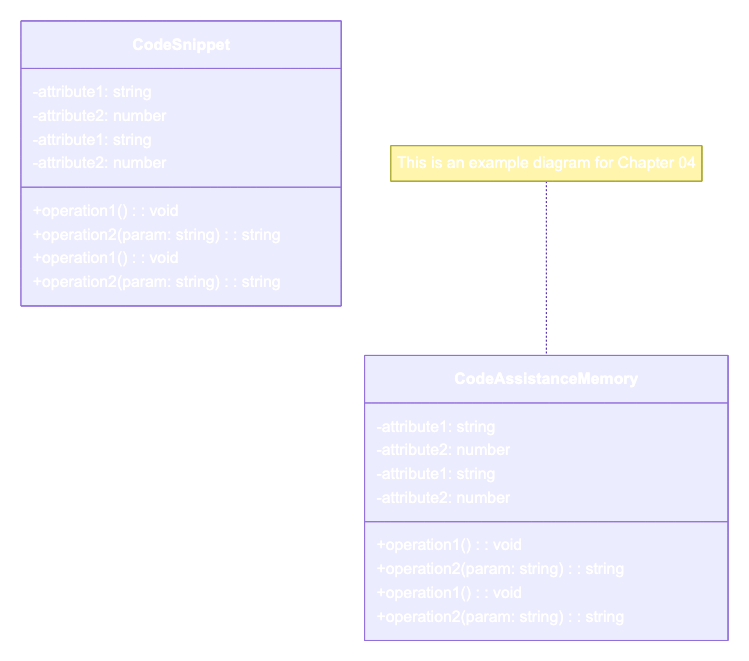 CodeSnippet
-attribute1: string
-attribute2: number
-attribute1: string
-attribute2: number
+operation1() : : void
+operation2(param: string) : : string
+operation1() : : void
+operation2(param: string) : : string
This is an example diagram for Chapter 04
CodeAssistanceMemory
-attribute1: string
-attribute2: number
-attribute1: string
-attribute2: number
+operation1() : : void
+operation2(param: string) : : string
+operation1() : : void
+operation2(param: string) : : string